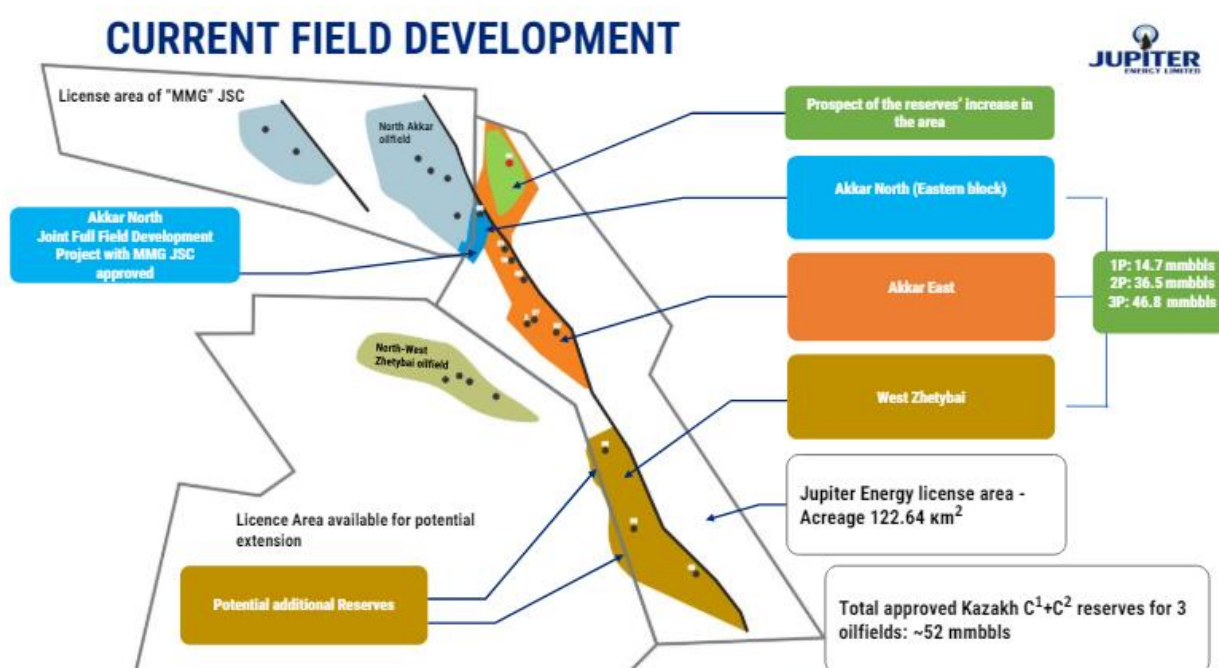 CURRENT FIELD DEVELOPMENT
JUPITER
ENERGY LIMITED
License area of "MMG" JSC
North Akkar
oilfield
Prospect of the reserves' increase in
the area
Akkar North (Eastern block)
Akkar North
Joint Full Field Development
Project with MMG JSC
approved
1P: 14.7 mmbbls
2P: 36.5 mmbbls
3P: 46.8 mmbbls
Akkar East
North-West
Zhetybai oilfield
West Zhetybai
Jupiter Energy license area -
Acreage 122.64 км²
Licence Area available for potential
extension
Potential additional Reserves
Total approved Kazakh C¹+C² reserves for 3
oilfields: ~52 mmbbls